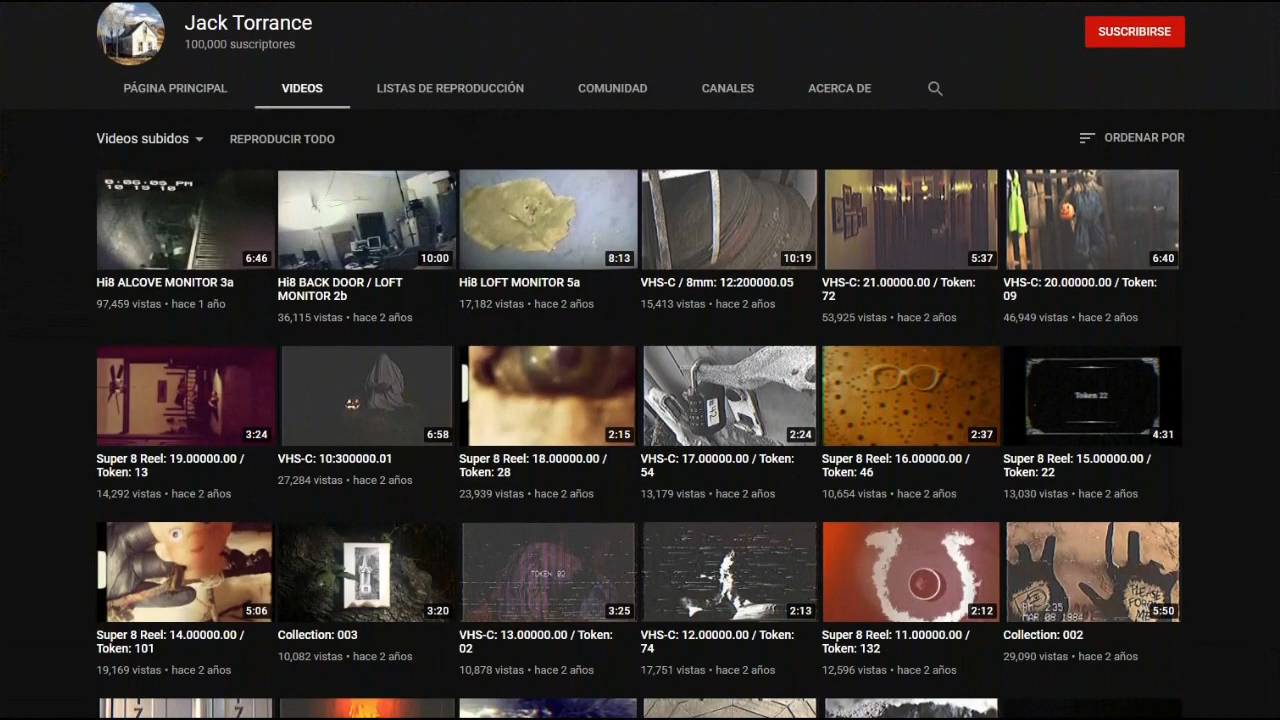 Jack Torrance
100,000 suscriptores
SUSCRIBIRSE
PÁGINA PRINCIPAL VIDEOS LISTAS DE REPRODUCCIÓN COMUNIDAD CANALES ACERCA DE
Videos subidos REPRODUCIR TODO ORDENAR POR
6:46 10:00 8:13 10:19 5:37 6:40
Hi8 ALCOVE MONITOR 3a
97,459 vistas • hace 1 año
Hi8 BACK DOOR / LOFT
MONITOR 2b
36,115 vistas • hace 2 años
Hi8 LOFT MONITOR 5a
17,182 vistas • hace 2 años
VHS-C / 8mm: 12:200000.05
15,413 vistas • hace 2 años
VHS-C: 21.00000.00 / Token:
72
53,925 vistas • hace 2 años
VHS-C: 20.00000.00 / Token:
09
46,949 vistas • hace 2 años
Token 22
3:24 6:58 2:15 2:24 2:37 4:31
Super 8 Reel: 19.00000.00 /
Token: 13
14,292 vistas • hace 2 años
VHS-C: 10:300000.01
27,284 vistas • hace 2 años
Super 8 Reel: 18.00000.00 /
Token: 28
23,939 vistas • hace 2 años
VHS-C: 17.00000.00 / Token:
54
13,179 vistas • hace 2 años
Super 8 Reel: 16.00000.00 /
Token: 46
10,654 vistas • hace 2 años
Super 8 Reel: 15.00000.00 /
Token: 22
13,030 vistas • hace 2 años
TOKEN 02
PLEASE
FORGIVE
ME
5:06 3:20 3:25 2:13 2:12 5:50
Super 8 Reel: 14.00000.00 /
Token: 101
19,169 vistas • hace 2 años
Collection: 003
10,082 vistas • hace 2 años
VHS-C: 13.00000.00 / Token:
02
10,878 vistas • hace 2 años
VHS-C: 12.00000.00 / Token:
74
17,751 vistas • hace 2 años
Super 8 Reel: 11.00000.00 /
Token: 132
12,596 vistas • hace 2 años
Collection: 002
29,090 vistas • hace 2 años